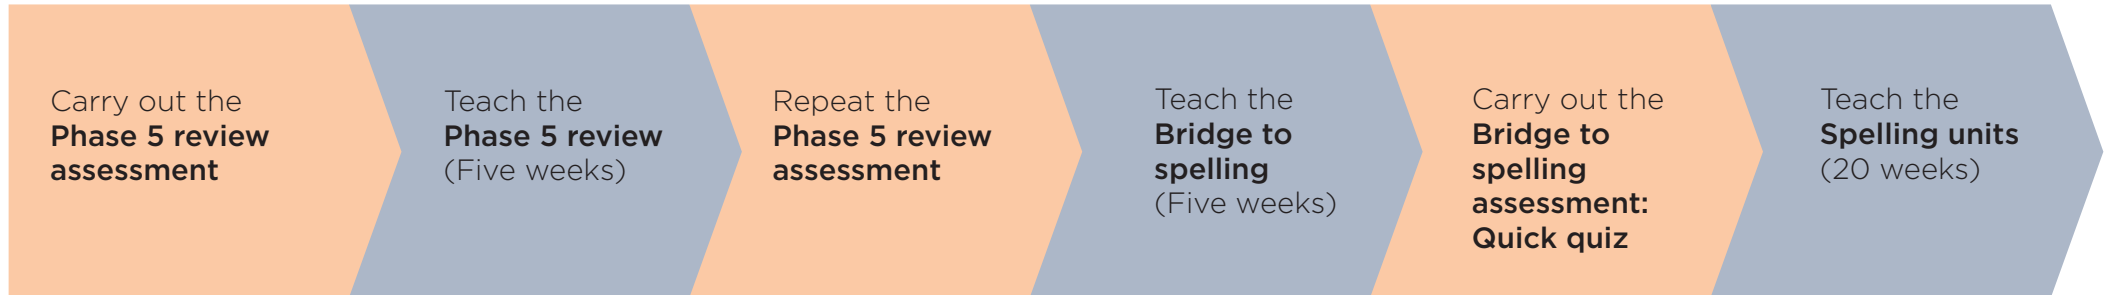 Carry out the
Phase 5 review
assessment
Teach the
Phase 5 review
(Five weeks)
Repeat the
Phase 5 review
assessment
Teach the
Bridge to
spelling
(Five weeks)
Carry out the
Bridge to
spelling
assessment:
Quick quiz
Teach the
Spelling units
(20 weeks)